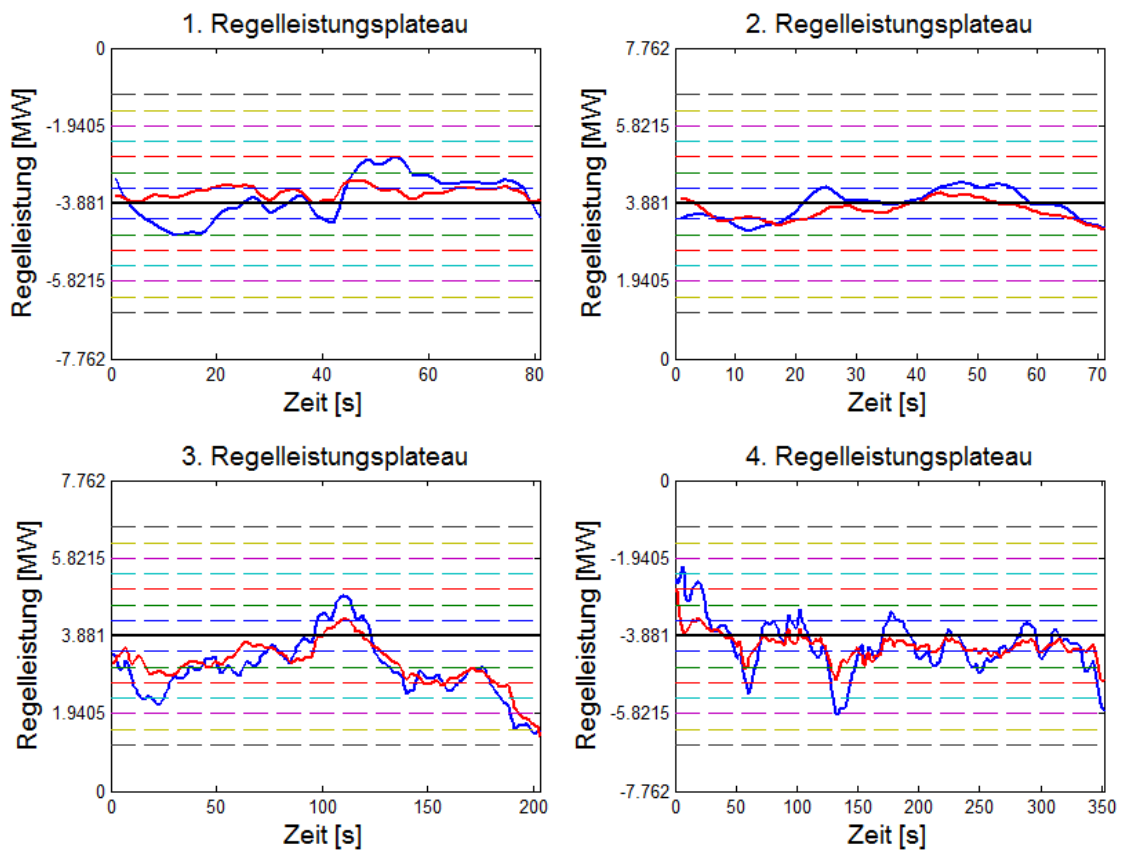 1. Regelleistungsplateau
0
-1.9405
-3.881
-5.8215
-7.762
Regelleistung [MW]
0 20 40 60 80
Zeit [s]
2. Regelleistungsplateau
7.762
5.8215
3.881
1.9405
0
Regelleistung [MW]
0 10 20 30 40 50 60 70
Zeit [s]
3. Regelleistungsplateau
7.762
5.8215
3.881
1.9405
0
Regelleistung [MW]
0 50 100 150 200
Zeit [s]
4. Regelleistungsplateau
0
-1.9405
-3.881
-5.8215
-7.762
Regelleistung [MW]
0 50 100 150 200 250 300 350
Zeit [s]